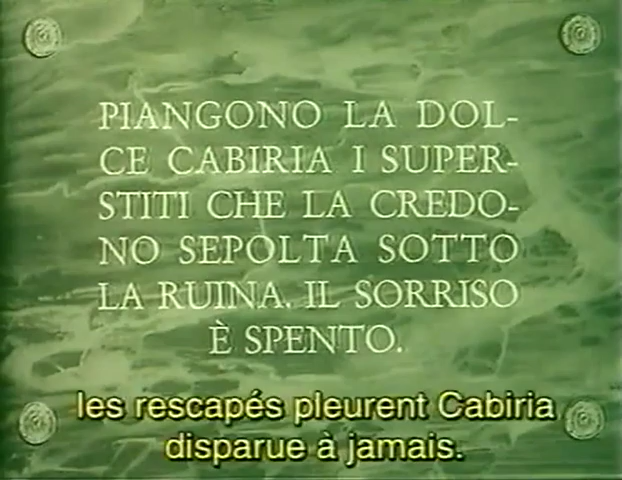 PIANGONO LA DOL-
CE CABIRIA I SUPER-
STITI CHE LA CREDO-
NO SEPOLTA SOTTO
LA RUINA. IL SORRISO
È SPENTO.
les rescapés pleurent Cabiria
disparue à jamais.